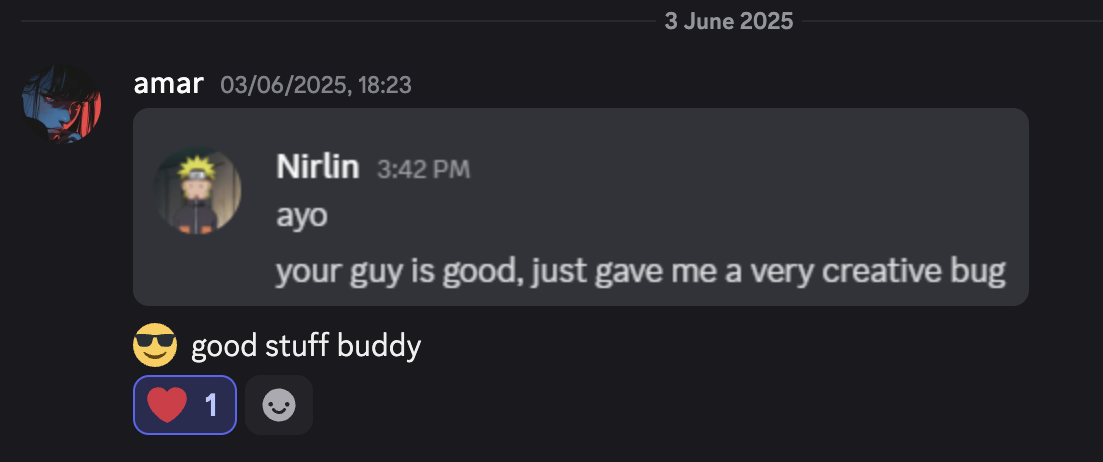 3 June 2025
amar 03/06/2025, 18:23
Nirlin 3:42 PM
ayo
your guy is good, just gave me a very creative bug
😎 good stuff buddy
❤️ 1